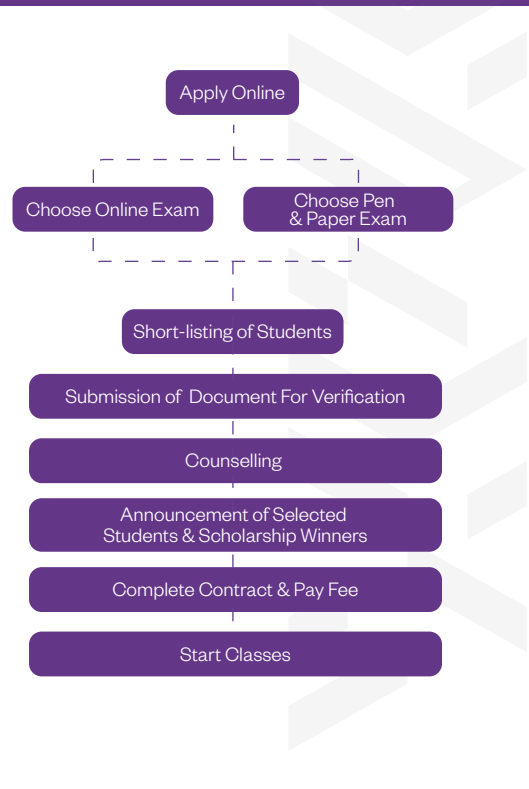 Apply Online
Choose Online Exam
Choose Pen
& Paper Exam
Short-listing of Students
Submission of Document For Verification
Counselling
Announcement of Selected
Students & Scholarship Winners
Complete Contract & Pay Fee
Start Classes